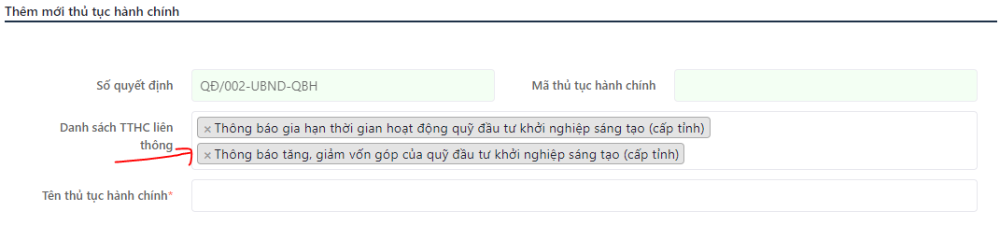 Thêm mới thủ tục hành chính
Số quyết định QĐ/002-UBND-QBH Mã thủ tục hành chính
Danh sách TTHC liên thông
×Thông báo gia hạn thời gian hoạt động quỹ đầu tư khởi nghiệp sáng tạo (cấp tỉnh)
×Thông báo tăng, giảm vốn góp của quỹ đầu tư khởi nghiệp sáng tạo (cấp tỉnh)
Tên thủ tục hành chính*